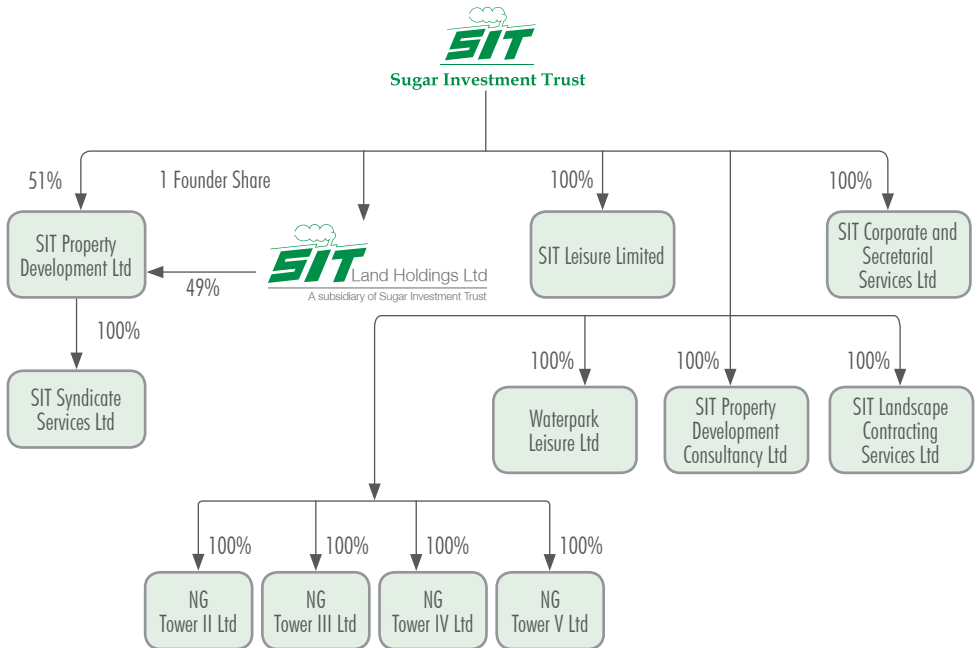 SIT
Sugar Investment Trust
51%
1 Founder Share
100%
100%
SIT Property
Development Ltd
49%
SIT Land Holdings Ltd
A subsidiary of Sugar Investment Trust
SIT Leisure Limited
SIT Corporate and
Secretarial
Services Ltd
100%
SIT Syndicate
Services Ltd
100%
100%
100%
Waterpark
Leisure Ltd
SIT Property
Development
Consultancy Ltd
SIT Landscape
Contracting
Services Ltd
100%
100%
100%
100%
NG
Tower II Ltd
NG
Tower III Ltd
NG
Tower IV Ltd
NG
Tower V Ltd